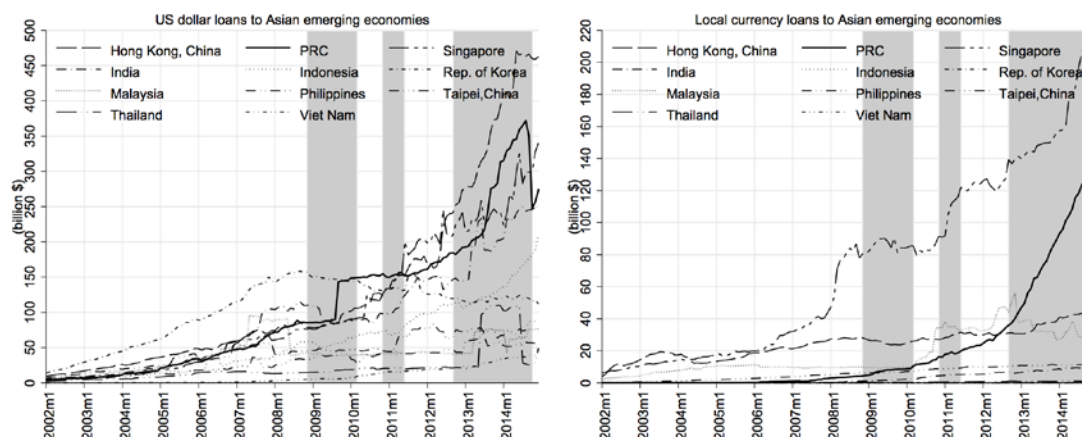 US dollar loans to Asian emerging economies
500
450
400
350
300
250
200
150
100
50
0
(billion $)
Hong Kong, China
PRC
Singapore
India
Indonesia
Rep. of Korea
Malaysia
Philippines
Taipei,China
Thailand
Viet Nam
2002m1
2003m1
2004m1
2005m1
2006m1
2007m1
2008m1
2009m1
2010m1
2011m1
2012m1
2013m1
2014m1
Local currency loans to Asian emerging economies
220
200
180
160
140
120
100
80
60
40
20
0
(billion $)
Hong Kong, China
PRC
Singapore
India
Indonesia
Rep. of Korea
Malaysia
Philippines
Taipei,China
Thailand
Viet Nam
2002m1
2003m1
2004m1
2005m1
2006m1
2007m1
2008m1
2009m1
2010m1
2011m1
2012m1
2013m1
2014m1